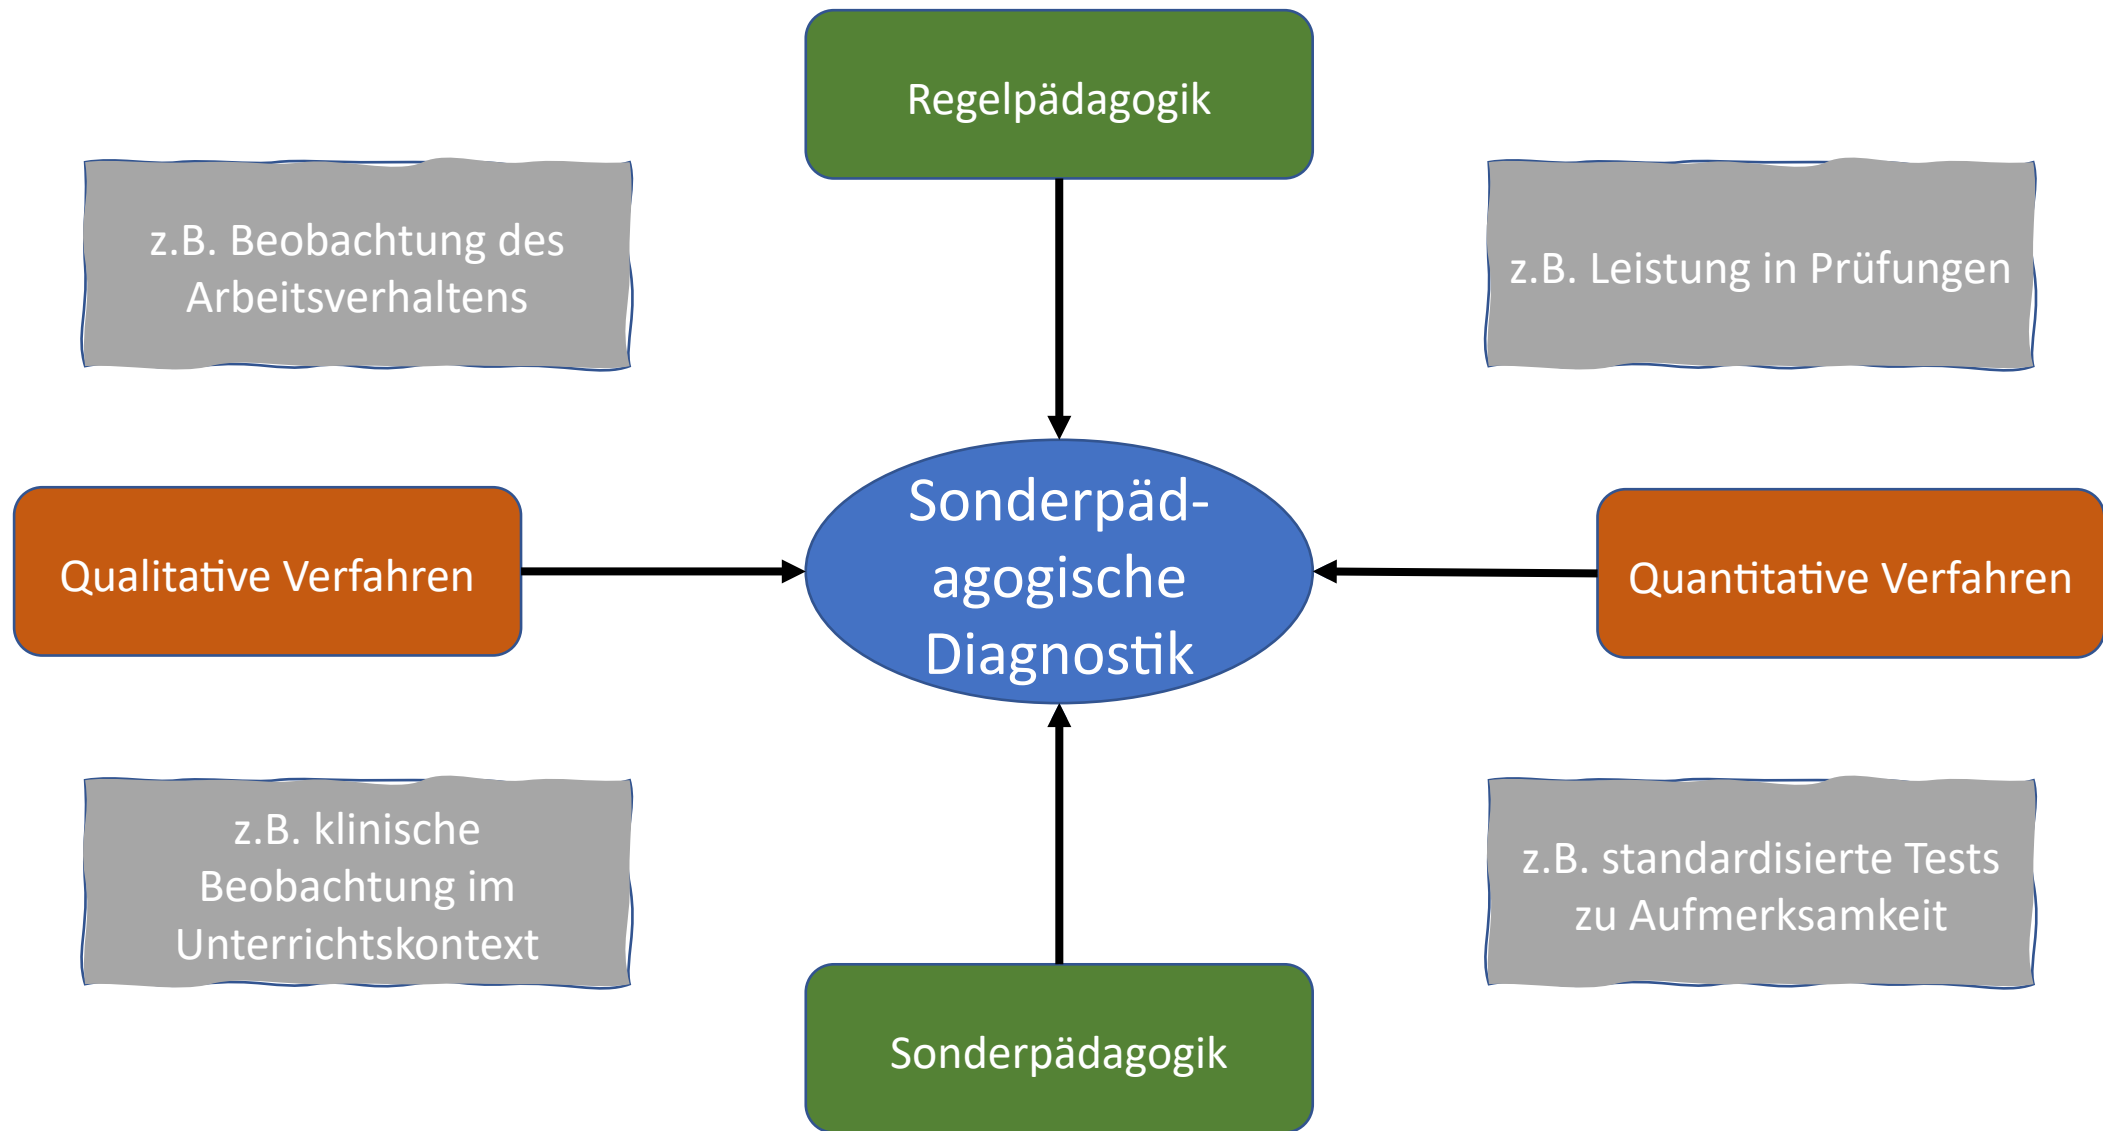 Regelpädagogik
z.B. Beobachtung des
Arbeitsverhaltens
z.B. Leistung in Prüfungen
Qualitative Verfahren
Sonderpäd-
agogische
Diagnostik
Quantitative Verfahren
z.B. klinische
Beobachtung im
Unterrichtskontext
z.B. standardisierte Tests
zu Aufmerksamkeit
Sonderpädagogik